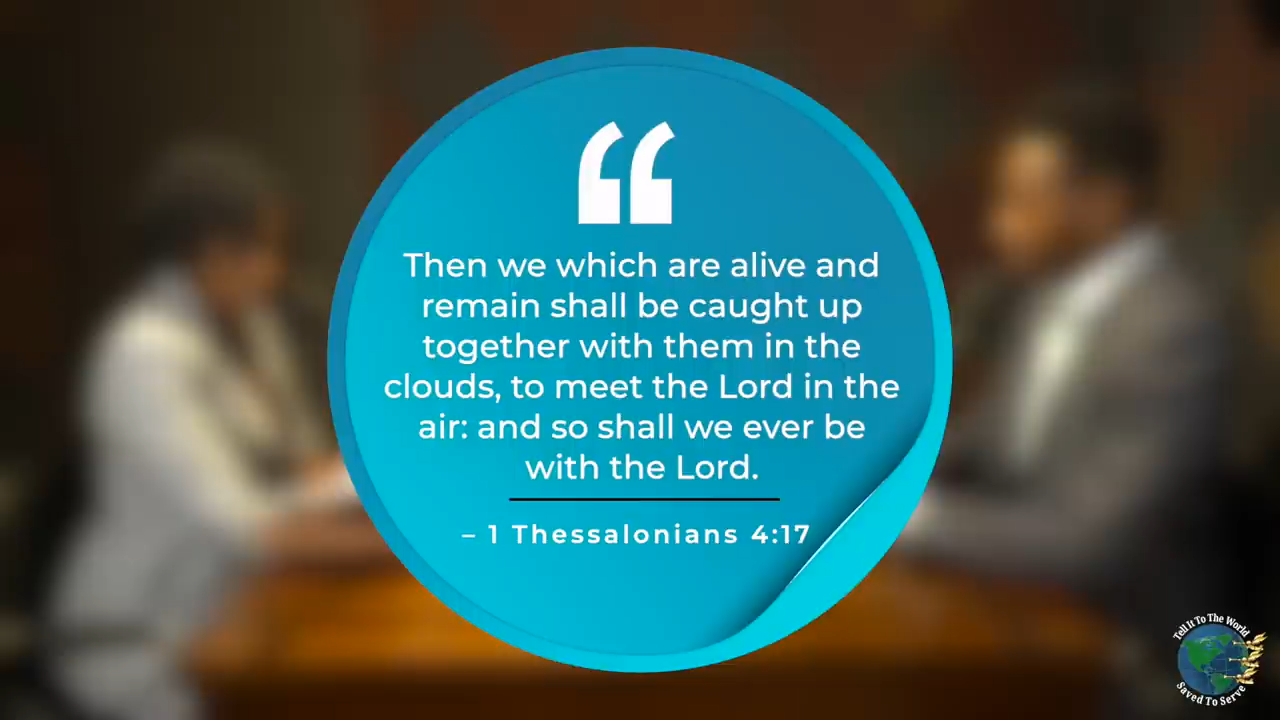 Then we which are alive and
remain shall be caught up
together with them in the
clouds, to meet the Lord in the
air: and so shall we ever be
with the Lord.
– 1 Thessalonians 4:17
Tell It To The World
Saved To Serve